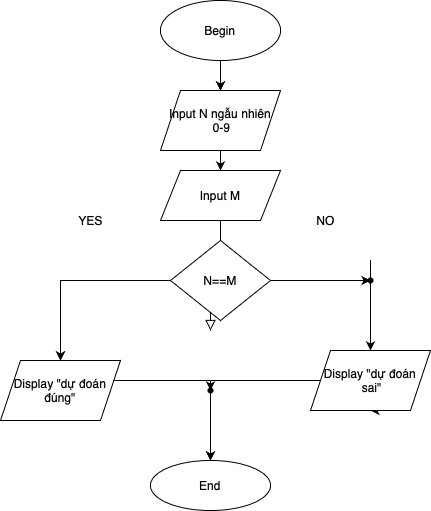 Begin
Input N ngẫu nhiên
0-9
Input M
YES
NO
N==M
Display "dự đoán
đúng"
Display "dự đoán
sai"
End